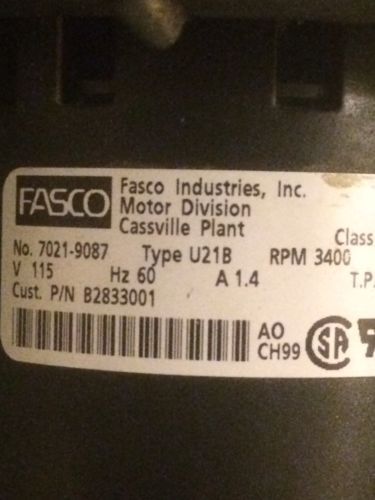 FASCO
Fasco Industries, Inc.
Motor Division
Cassville Plant
Class
No. 7021-9087 Type U21B RPM 3400
V 115 Hz 60 A 1.4 T.P.
Cust. P/N B2833001
AO
CH99
SA